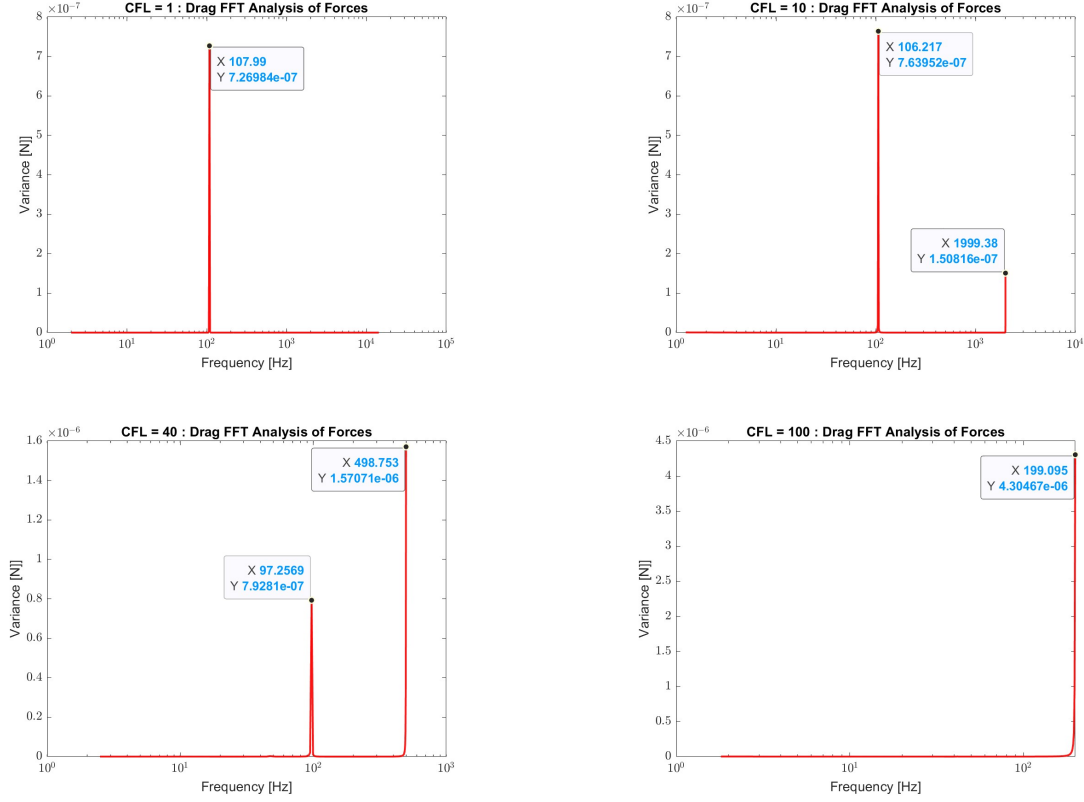 CFL = 1 : Drag FFT Analysis of Forces
×10⁻⁷
8
7
6
5
4
3
2
1
0
Variance [N]]
X 107.99
Y 7.26984e-07
10⁰ 10¹ 10² 10³ 10⁴ 10⁵
Frequency [Hz]
CFL = 10 : Drag FFT Analysis of Forces
×10⁻⁷
8
7
6
5
4
3
2
1
0
Variance [N]]
X 106.217
Y 7.63952e-07
X 1999.38
Y 1.50816e-07
10⁰ 10¹ 10² 10³ 10⁴
Frequency [Hz]
CFL = 40 : Drag FFT Analysis of Forces
×10⁻⁶
1.6
1.4
1.2
1
0.8
0.6
0.4
0.2
0
Variance [N]]
X 498.753
Y 1.57071e-06
X 97.2569
Y 7.9281e-07
10⁰ 10¹ 10² 10³
Frequency [Hz]
CFL = 100 : Drag FFT Analysis of Forces
×10⁻⁶
4.5
4
3.5
3
2.5
2
1.5
1
0.5
0
Variance [N]]
X 199.095
Y 4.30467e-06
10⁰ 10¹ 10²
Frequency [Hz]